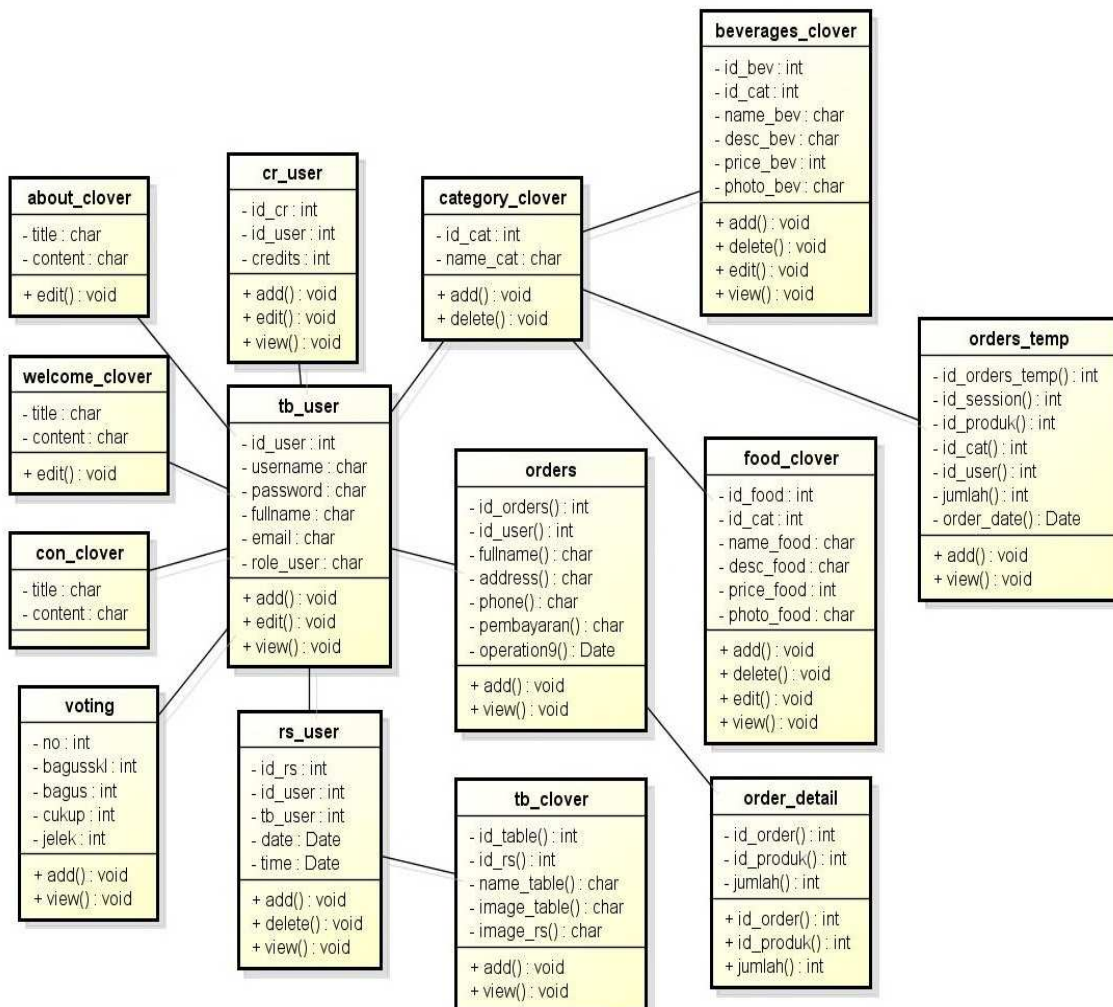 beverages_clover
- id_bev : int
- id_cat : int
- name_bev : char
- desc_bev : char
- price_bev : int
- photo_bev : char
+ add() : void
+ delete() : void
+ edit() : void
+ view() : void
about_clover
- title : char
- content : char
+ edit() : void
cr_user
- id_cr : int
- id_user : int
- credits : int
+ add() : void
+ edit() : void
+ view() : void
category_clover
- id_cat : int
- name_cat : char
+ add() : void
+ delete() : void
orders_temp
- id_orders_temp() : int
- id_session() : int
- id_produk() : int
- id_cat() : int
- id_user() : int
- jumlah() : int
- order_date() : Date
+ add() : void
+ view() : void
welcome_clover
- title : char
- content : char
+ edit() : void
tb_user
- id_user : int
- username : char
- password : char
- fullname : char
- email : char
- role_user : char
+ add() : void
+ edit() : void
+ view() : void
orders
- id_orders() : int
- id_user() : int
- fullname() : char
- address() : char
- phone() : char
- pembayaran() : char
- operation9() : Date
+ add() : void
+ view() : void
food_clover
- id_food : int
- id_cat : int
- name_food : char
- desc_food : char
- price_food : int
- photo_food : char
+ add() : void
+ delete() : void
+ edit() : void
+ view() : void
con_clover
- title : char
- content : char
voting
- no : int
- bagusskl : int
- bagus : int
- cukup : int
- jelek : int
+ add() : void
+ view() : void
rs_user
- id_rs : int
- id_user : int
- tb_user : int
- date : Date
- time : Date
+ add() : void
+ delete() : void
+ view() : void
tb_clover
- id_table() : int
- id_rs() : int
- name_table() : char
- image_table() : char
- image_rs() : char
+ add() : void
+ view() : void
order_detail
- id_order() : int
- id_produk() : int
- jumlah() : int
+ id_order() : int
+ id_produk() : int
+ jumlah() : int